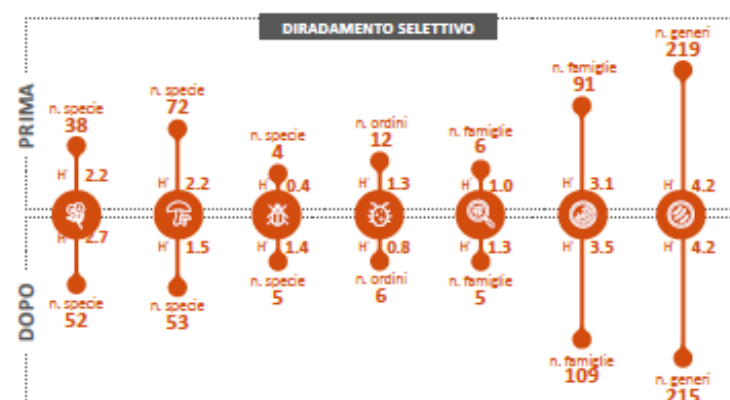 DIRADAMENTO SELETTIVO
PRIMA
n. specie
38
H' 2.2
n. specie
72
H' 2.2
n. specie
4
H' 0.4
n. ordini
12
H' 1.3
n. famiglie
6
H' 1.0
n. famiglie
91
H' 3.1
n. generi
219
H' 4.2
DOPO
H' 2.7
n. specie
52
H' 1.5
n. specie
53
H' 1.4
n. specie
5
H' 0.8
n. ordini
6
H' 1.3
n. famiglie
5
H' 3.5
n. famiglie
109
H' 4.2
n. generi
215